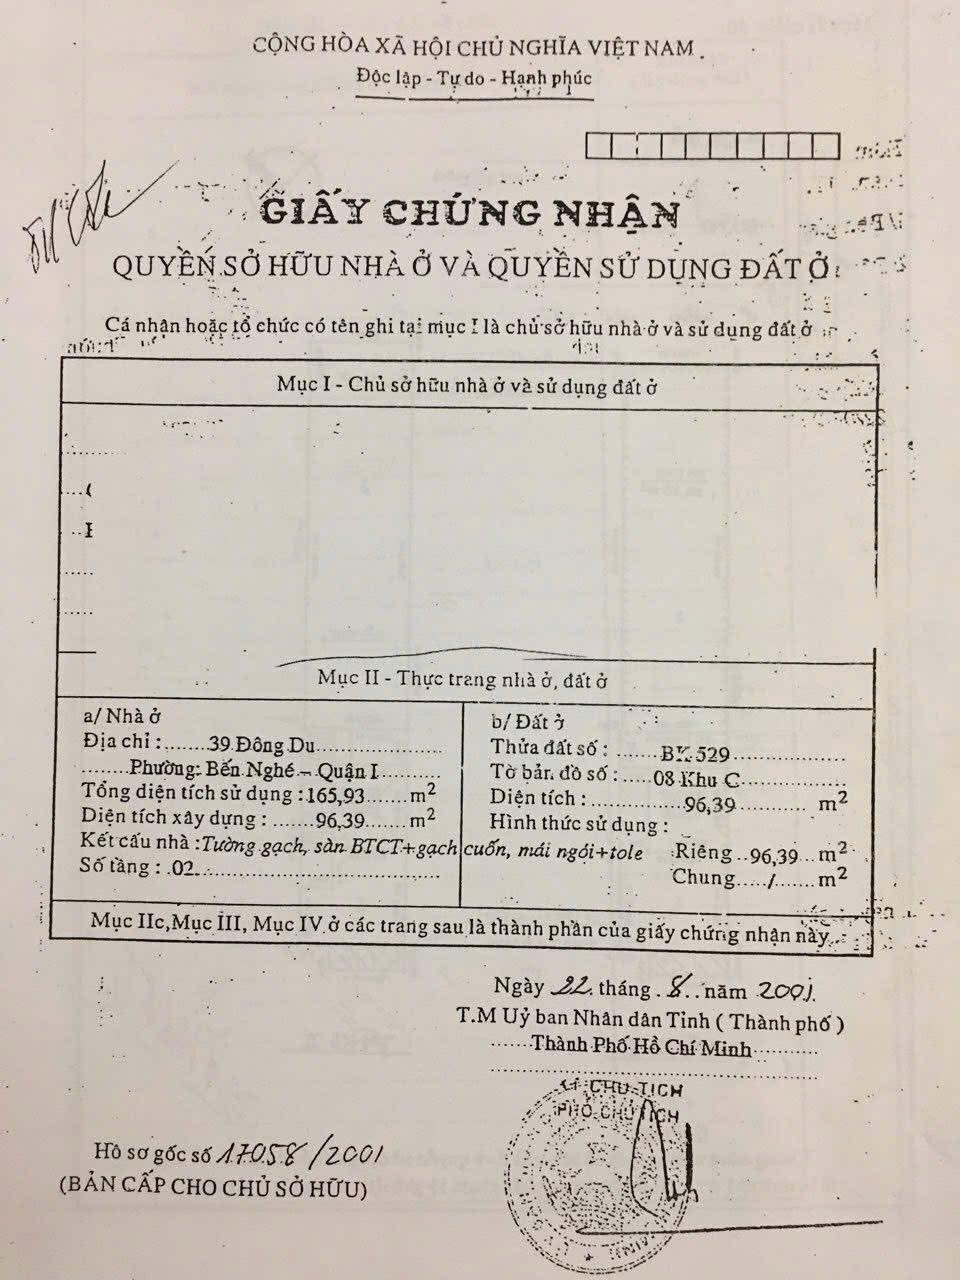 CỘNG HÒA XÃ HỘI CHỦ NGHĨA VIỆT NAM
Độc lập - Tự do - Hạnh phúc
GIẤY CHỨNG NHẬN
QUYỀN SỞ HỮU NHÀ Ở VÀ QUYỀN SỬ DỤNG ĐẤT Ở
Cá nhận hoặc tổ chức có tên ghi tại mục I là chủ sở hữu nhà ở và sử dụng đất ở
Mục I - Chủ sở hữu nhà ở và sử dụng đất ở
Mục II - Thực trạng nhà ở, đất ở
a/ Nhà ở
Địa chỉ : ....... 39 Đông Du ......................
........ Phường: Bến Nghé – Quận I ..........
Tổng diện tích sử dụng : 165,93 ....... m2
Diện tích xây dựng : ....... 96,39 ....... m2
Kết cấu nhà : Tường gạch, sàn BTCT+gạch cuốn, mái ngói+tole
Số tầng : .02 ........................................
b/ Đất ở
Thửa đất số : ...... BK 529 ....................
Tờ bản đồ số : ..... 08 Khu C ..................
Diện tích : ............... 96,39 ............ m2
Hình thức sử dụng :
Riêng .. 96,39 ... m2
Chung ..... / ....... m2
Mục IIc, Mục III, Mục IV ở các trang sau là thành phần của giấy chứng nhận này
Ngày 22 tháng 8 năm 2001
T.M Uỷ ban Nhân dân Tỉnh ( Thành phố )
....... Thành Phố Hồ Chí Minh ...........
CHỦ TỊCH
PHÓ CHỦ TỊCH
Hồ sơ gốc số 17058/2001
(BẢN CẤP CHO CHỦ SỞ HỮU)